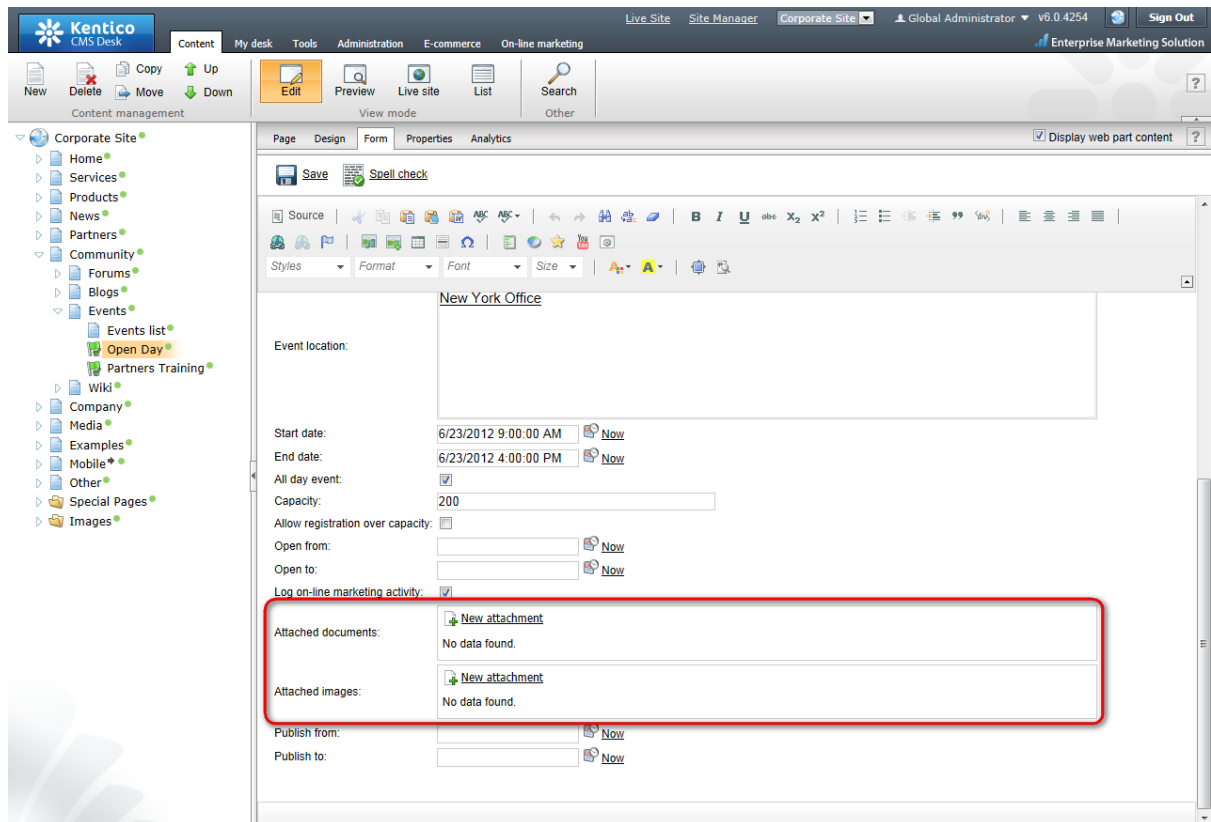 Kentico
CMS Desk
Live Site Site Manager Corporate Site Global Administrator v6.0.4254 Sign Out
Content My desk Tools Administration E-commerce On-line marketing
Enterprise Marketing Solution
New Delete Copy Move Up Down
Content management
Edit Preview Live site List
View mode
Search
Other
?
Corporate Site
Home
Services
Products
News
Partners
Community
Forums
Blogs
Events
Events list
Open Day
Partners Training
Wiki
Company
Media
Examples
Mobile
Other
Special Pages
Images
Page Design Form Properties Analytics
Display web part content ?
Save Spell check
Source ABC ABC B I U abc X₂ X²
You Tube
Styles Format Font Size A A
New York Office
Event location:
Start date: 6/23/2012 9:00:00 AM Now
End date: 6/23/2012 4:00:00 PM Now
All day event:
Capacity: 200
Allow registration over capacity:
Open from: Now
Open to: Now
Log on-line marketing activity:
Attached documents:
New attachment
No data found.
Attached images:
New attachment
No data found.
Publish from: Now
Publish to: Now